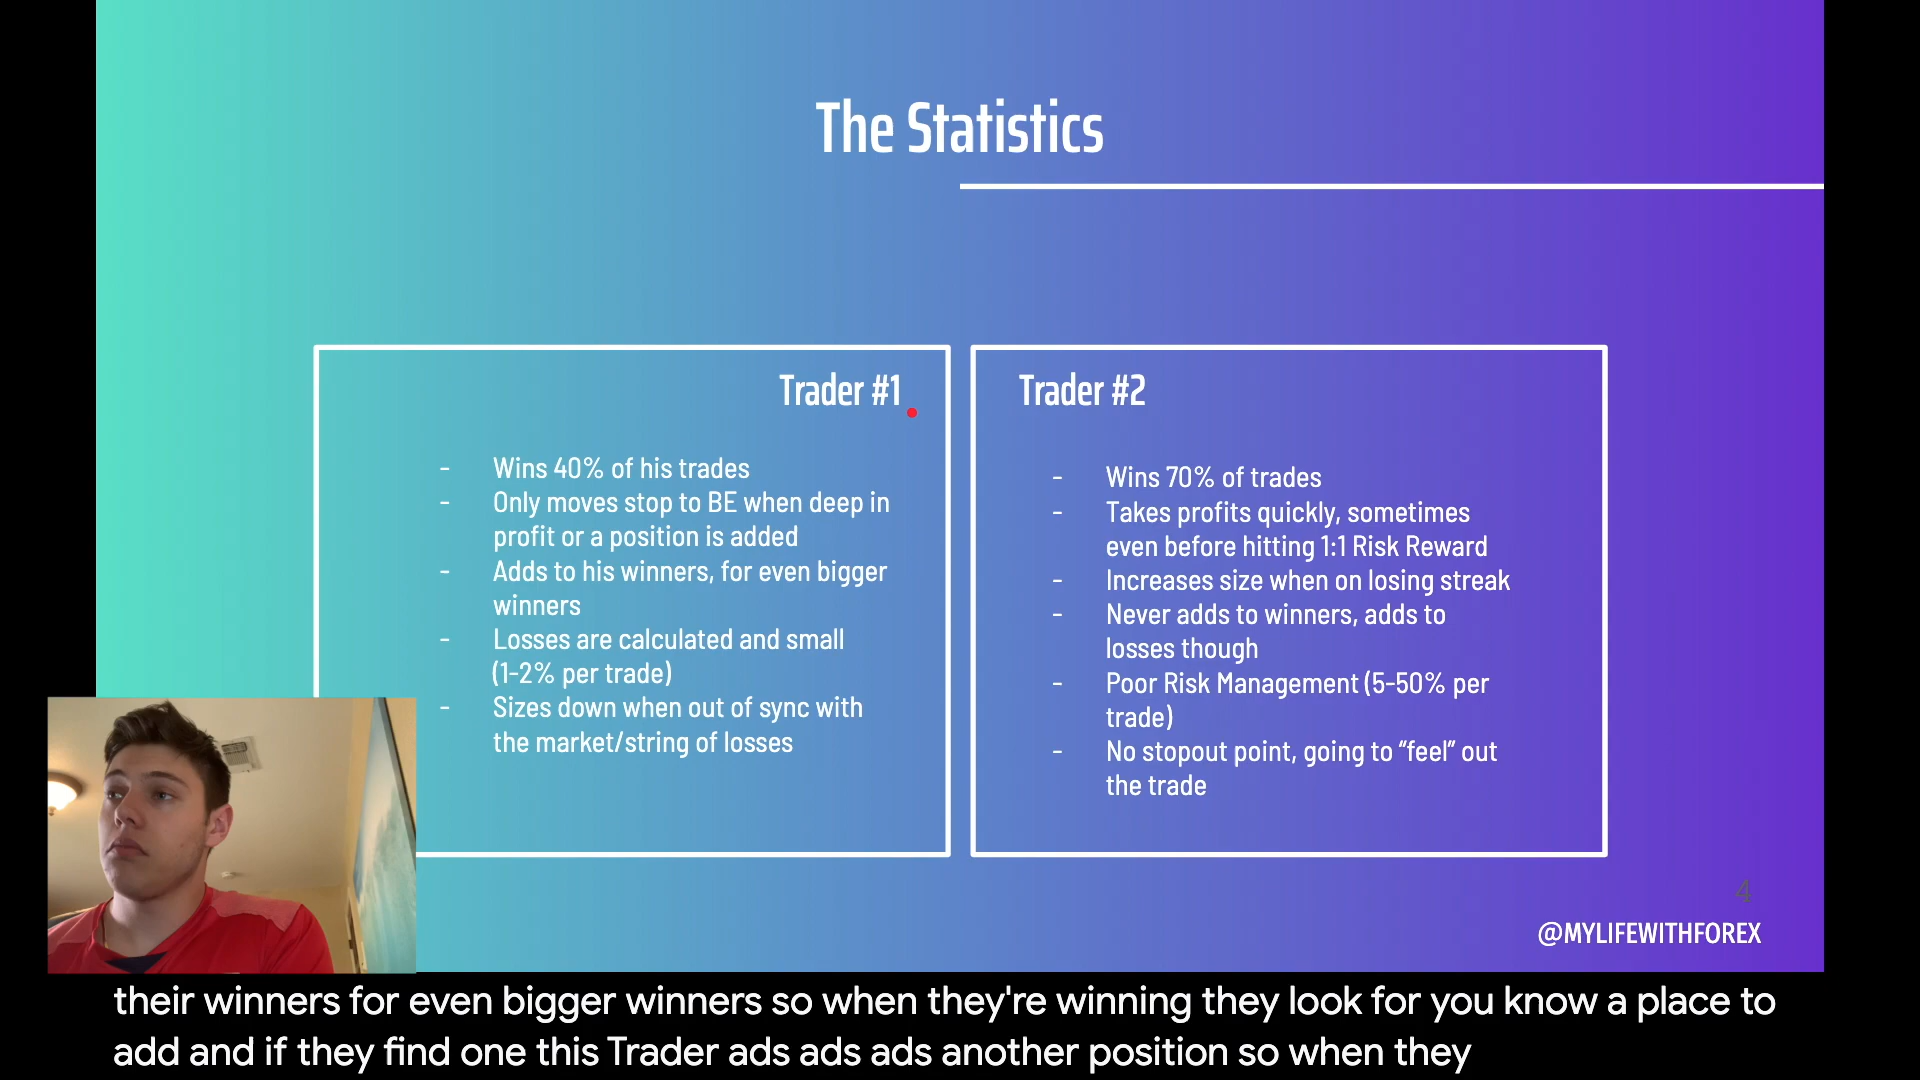 The Statistics
Trader #1
- Wins 40% of his trades
- Only moves stop to BE when deep in
profit or a position is added
- Adds to his winners, for even bigger
winners
- Losses are calculated and small
(1-2% per trade)
- Sizes down when out of sync with
the market/string of losses
Trader #2
- Wins 70% of trades
- Takes profits quickly, sometimes
even before hitting 1:1 Risk Reward
- Increases size when on losing streak
- Never adds to winners, adds to
losses though
- Poor Risk Management (5-50% per
trade)
- No stopout point, going to “feel” out
the trade
4
@MYLIFEWITHFOREX
their winners for even bigger winners so when they're winning they look for you know a place to
add and if they find one this Trader ads ads ads another position so when they